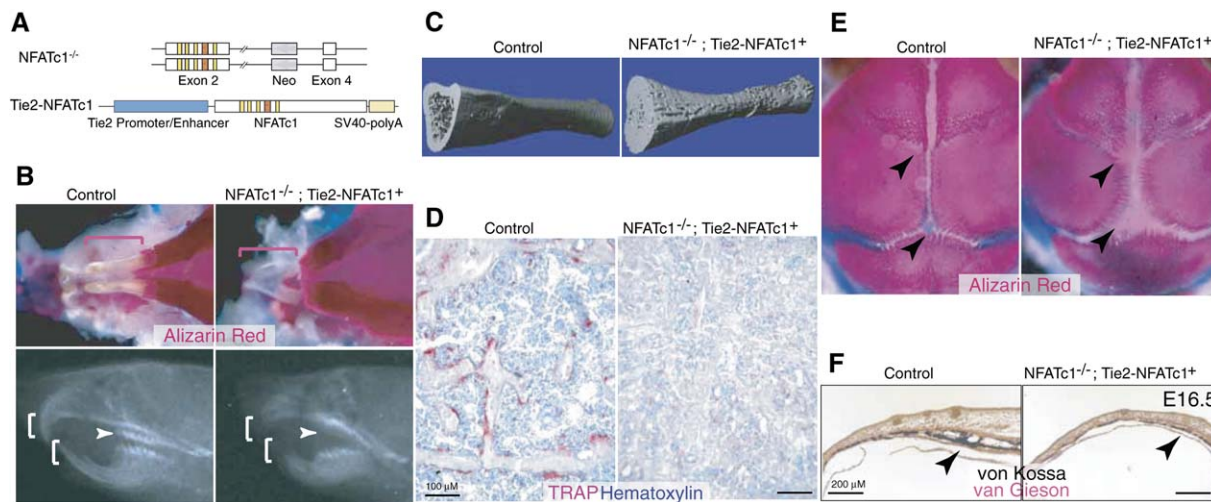 A
NFATc1-/-
Exon 2 Neo Exon 4
Tie2-NFATc1
Tie2 Promoter/Enhancer NFATc1 SV40-polyA
B
Control NFATc1-/- ; Tie2-NFATc1+
Alizarin Red
C
Control NFATc1-/- ; Tie2-NFATc1+
D
Control NFATc1-/-; Tie2-NFATc1+
100 µM
TRAP Hematoxylin
E
Control NFATc1-/- ; Tie2-NFATc1+
Alizarin Red
F
Control NFATc1-/-; Tie2-NFATc1+
E16.5
200 µM
von Kossa
van Gieson